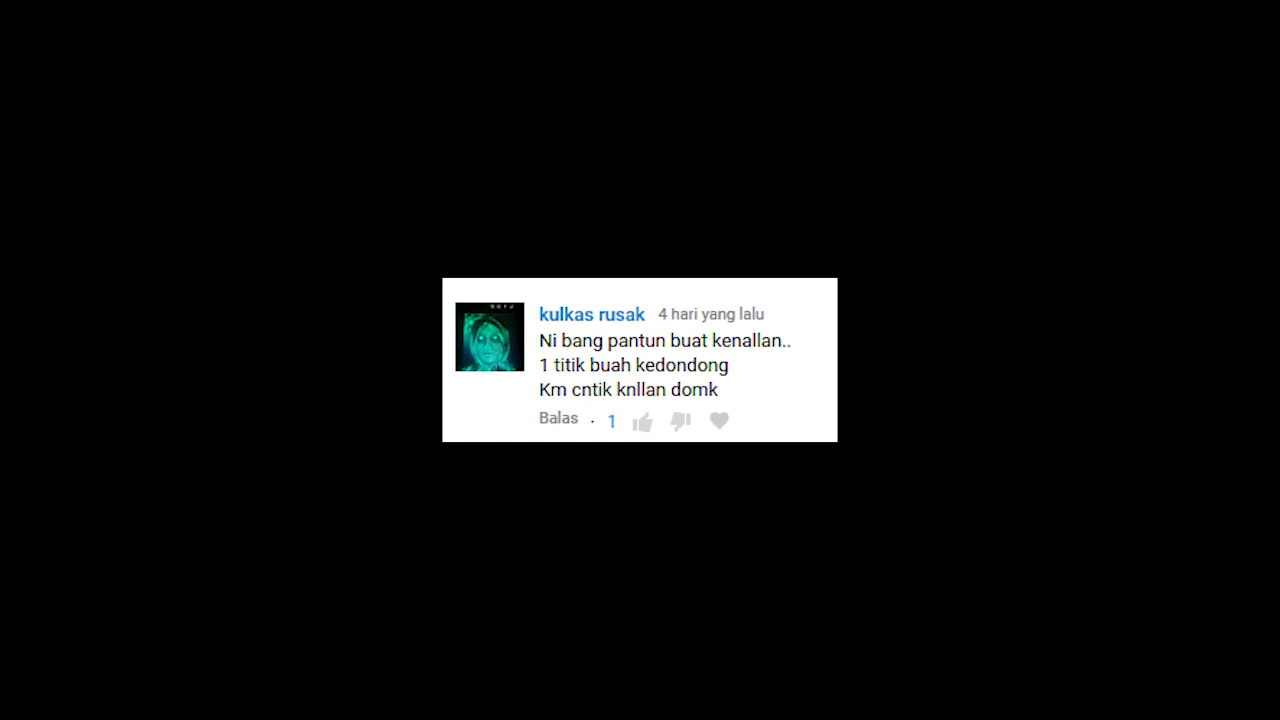 kulkas rusak 4 hari yang lalu
Ni bang pantun buat kenallan..
1 titik buah kedondong
Km cntik knllan domk
Balas . 1